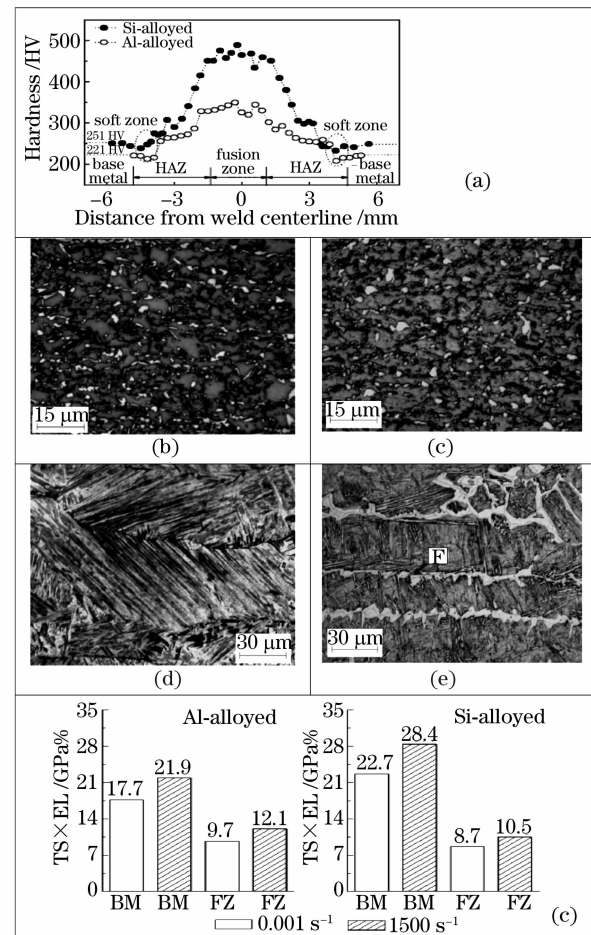 Si-alloyed
Al-alloyed
Hardness /HV
500
400
300
200
soft zone
soft zone
251 HV
221 HV
base metal
HAZ
fusion zone
HAZ
base metal
−6 −3 0 3 6
Distance from weld centerline /mm
(a)
15 μm
15 μm
(b)
(c)
F
30 μm
30 μm
(d)
(e)
TS×EL /GPa%
35
28
21
14
7
0
Al-alloyed
17.7
21.9
9.7
12.1
BM BM FZ FZ
TS×EL /GPa%
35
28
21
14
7
0
Si-alloyed
22.7
28.4
8.7
10.5
BM BM FZ FZ
(c)
0.001 s⁻¹ 1500 s⁻¹